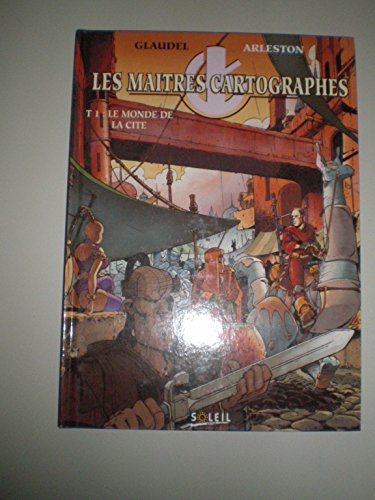 GLAUDEL ARLESTON
LES MAITRES CARTOGRAPHES
T 1 : LE MONDE DE
LA CITE
SOLEIL